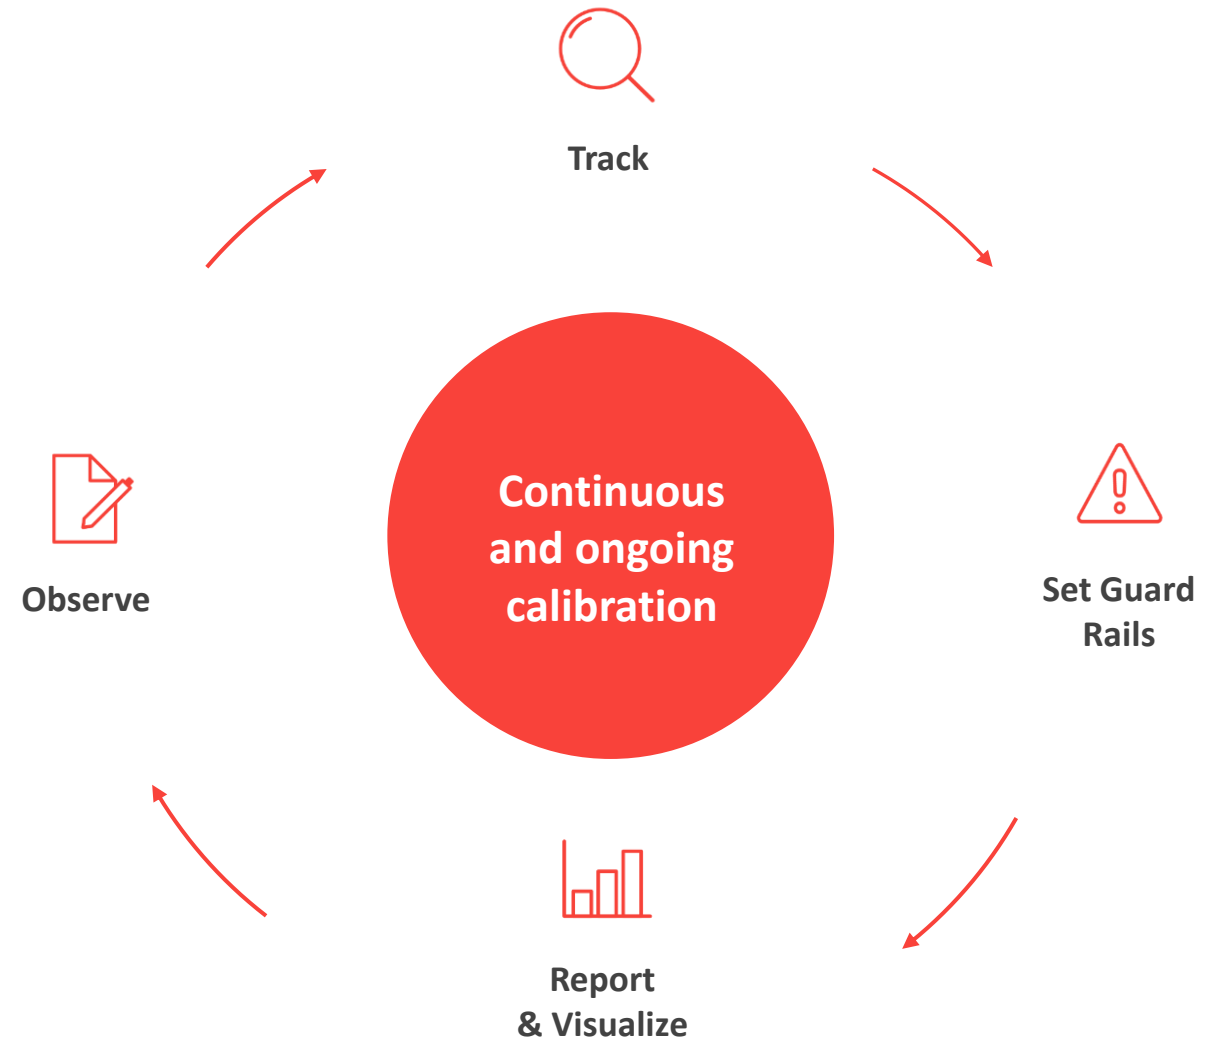 Track
Continuous
and ongoing
calibration
Observe
Set Guard
Rails
Report
& Visualize